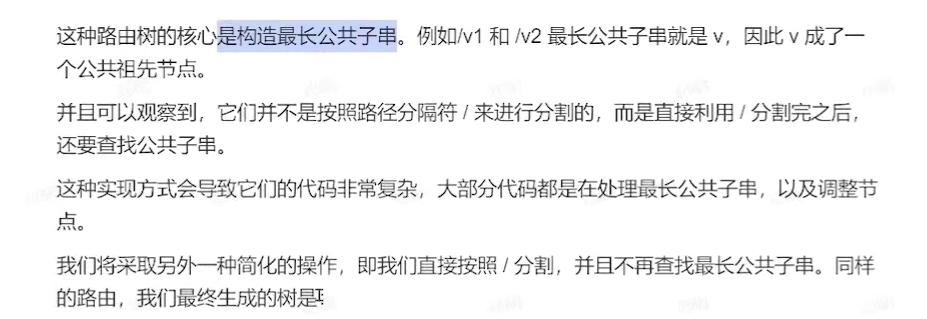 这种路由树的核心是构造最长公共子串。例如/v1 和 /v2 最长公共子串就是 v，因此 v 成了一
个公共祖先节点。
并且可以观察到，它们并不是按照路径分隔符 / 来进行分割的，而是直接利用 / 分割完之后，
还要查找公共子串。
这种实现方式会导致它们的代码非常复杂，大部分代码都是在处理最长公共子串，以及调整节
点。
我们将采取另外一种简化的操作，即我们直接按照 / 分割，并且不再查找最长公共子串。同样
的路由，我们最终生成的树是